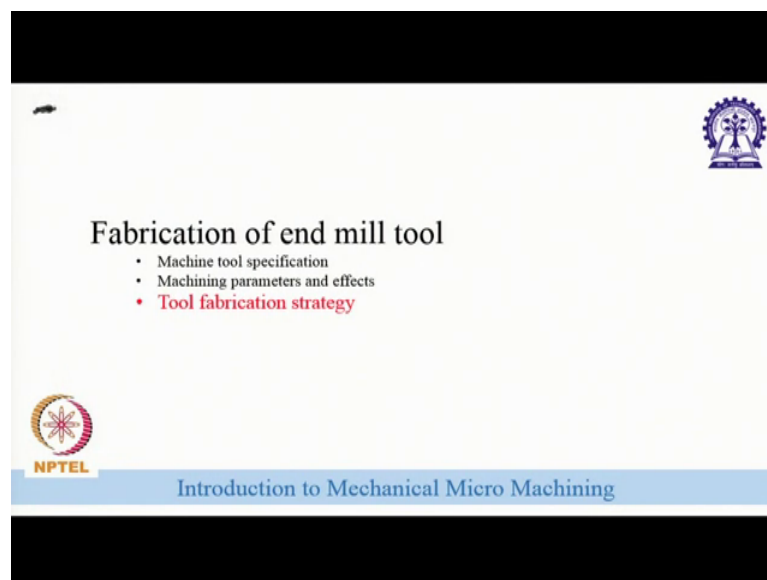 Fabrication of end mill tool
• Machine tool specification
• Machining parameters and effects
• Tool fabrication strategy
NPTEL
Introduction to Mechanical Micro Machining